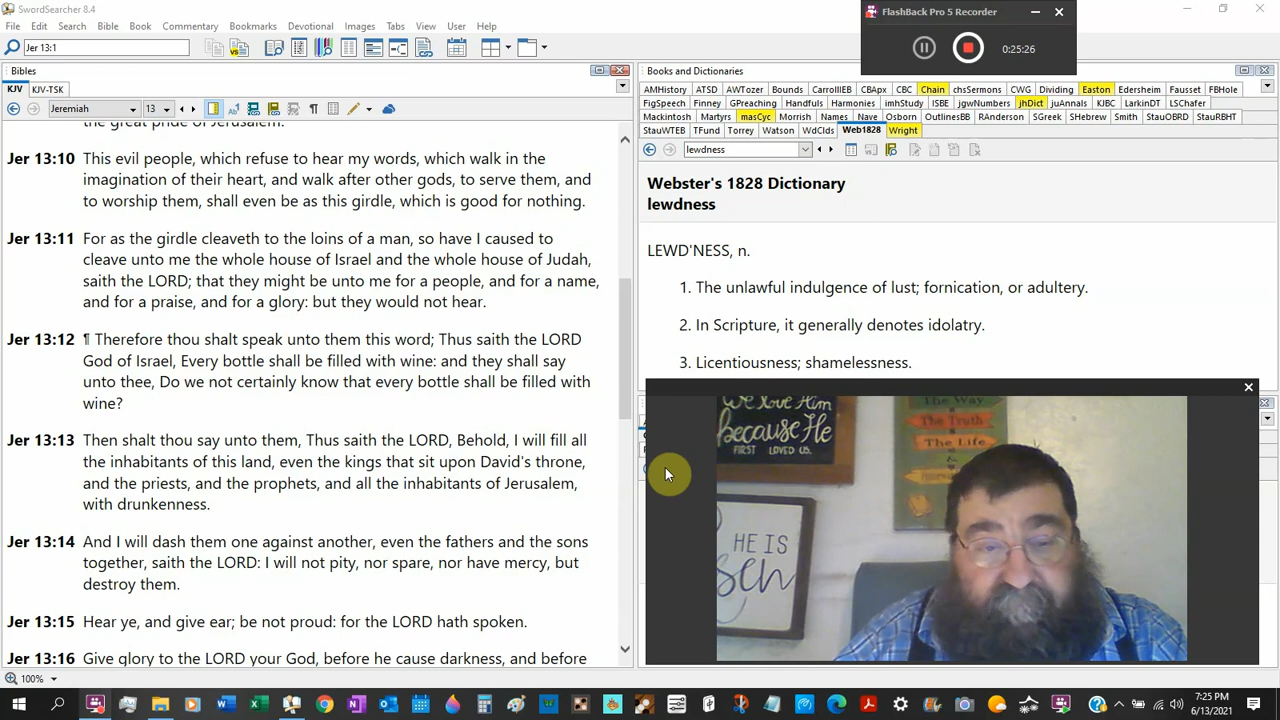 SwordSearcher 8.4
File Edit Search Bible Book Commentary Bookmarks Devotional Images Tabs View User Help
Jer 13:1
VS
FlashBack Pro 5 Recorder
0:25:26
Bibles
KJV KJV-TSK
Jeremiah 13
the great pride of Jerusalem.
Jer 13:10 This evil people, which refuse to hear my words, which walk in the
imagination of their heart, and walk after other gods, to serve them, and
to worship them, shall even be as this girdle, which is good for nothing.
Jer 13:11 For as the girdle cleaveth to the loins of a man, so have I caused to
cleave unto me the whole house of Israel and the whole house of Judah,
saith the LORD; that they might be unto me for a people, and for a name,
and for a praise, and for a glory: but they would not hear.
Jer 13:12 ¶ Therefore thou shalt speak unto them this word; Thus saith the LORD
God of Israel, Every bottle shall be filled with wine: and they shall say
unto thee, Do we not certainly know that every bottle shall be filled with
wine?
Jer 13:13 Then shalt thou say unto them, Thus saith the LORD, Behold, I will fill all
the inhabitants of this land, even the kings that sit upon David's throne,
and the priests, and the prophets, and all the inhabitants of Jerusalem,
with drunkenness.
Jer 13:14 And I will dash them one against another, even the fathers and the sons
together, saith the LORD: I will not pity, nor spare, nor have mercy, but
destroy them.
Jer 13:15 Hear ye, and give ear; be not proud: for the LORD hath spoken.
Jer 13:16 Give glory to the LORD your God, before he cause darkness, and before
100%
Books and Dictionaries
AMHistory ATSD AWTozer Bounds CarrollEB CBApx CBC Chain chsSermons CWG Dividing Easton Edersheim Fausset FBHole
FigSpeech Finney GPreaching Handfuls Harmonies imhStudy ISBE jgwNumbers jhDict juAnnals KJBC LarkinDT LSChafer
Mackintosh Martyrs masCyc Morrish Names Nave Osborn OutlinesBB RAnderson SGreek SHebrew Smith StauOBRD StauRBHT
StauWTEB TFund Torrey Watson WdClds Web1828 Wright
lewdness
Webster's 1828 Dictionary
lewdness
LEWD'NESS, n.
1. The unlawful indulgence of lust; fornication, or adultery.
2. In Scripture, it generally denotes idolatry.
3. Licentiousness; shamelessness.
We love Him
because He
FIRST LOVED US.
The Way
The Truth
The Life
HE IS
7:25 PM
6/13/2021